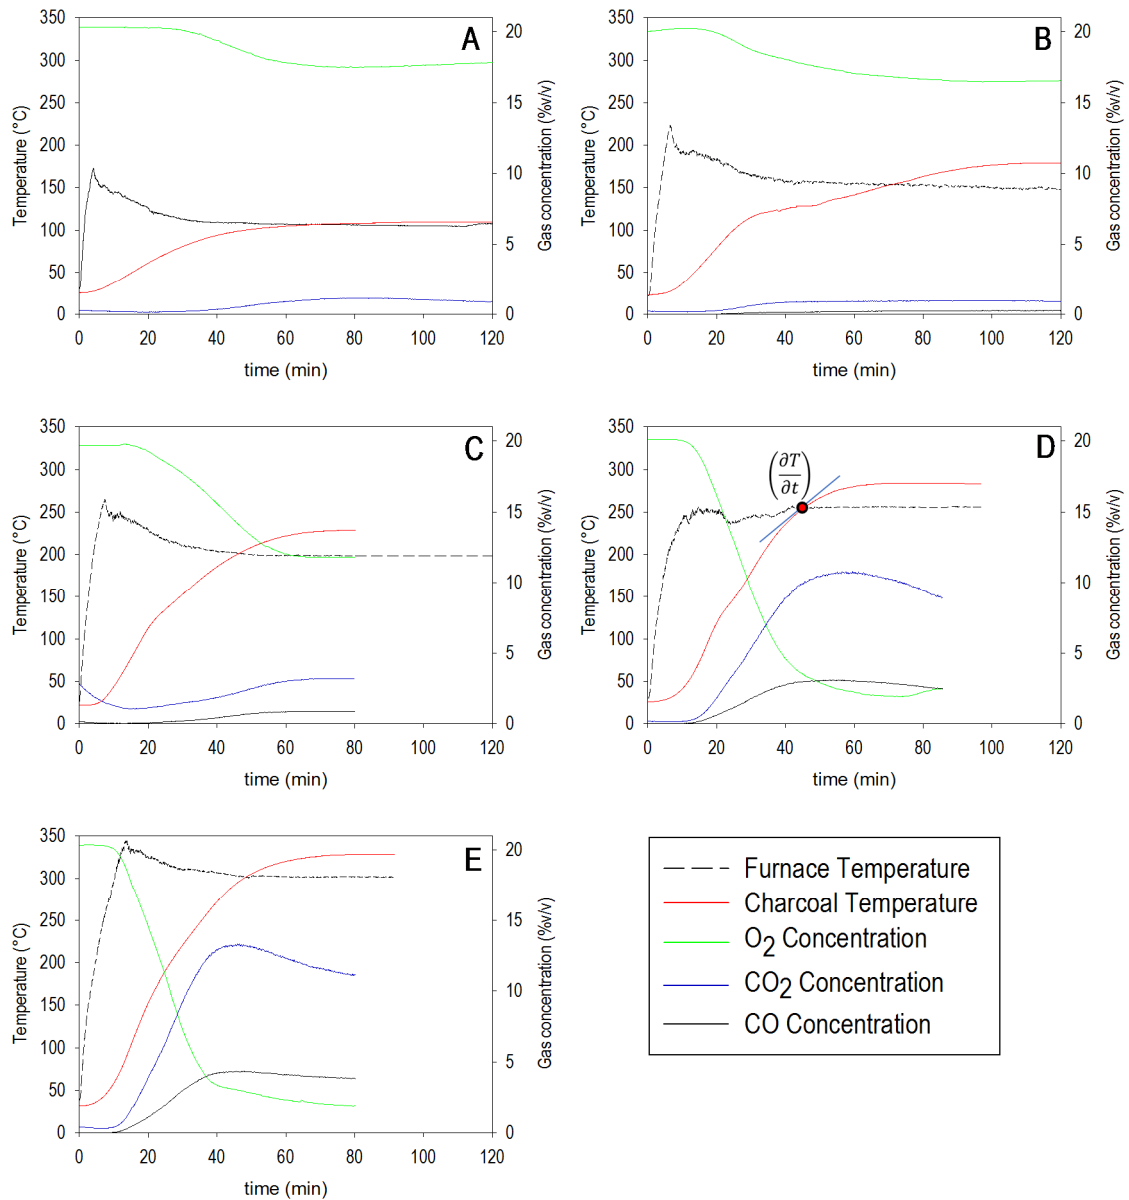 A
Temperature (°C)
350
300
250
200
150
100
50
0
0 20 40 60 80 100 120
time (min)
20
15
10
5
0
Gas concentration (%v/v)
B
Temperature (°C)
350
300
250
200
150
100
50
0
0 20 40 60 80 100 120
time (min)
20
15
10
5
0
Gas concentration (%v/v)
C
Temperature (°C)
350
300
250
200
150
100
50
0
0 20 40 60 80 100 120
time (min)
20
15
10
5
0
Gas concentration (%v/v)
D
(∂T/∂t)
Temperature (°C)
350
300
250
200
150
100
50
0
0 20 40 60 80 100 120
time (min)
20
15
10
5
0
Gas concentration (%v/v)
E
Temperature (°C)
350
300
250
200
150
100
50
0
0 20 40 60 80 100 120
time (min)
20
15
10
5
0
Gas concentration (%v/v)
Furnace Temperature
Charcoal Temperature
O2 Concentration
CO2 Concentration
CO Concentration